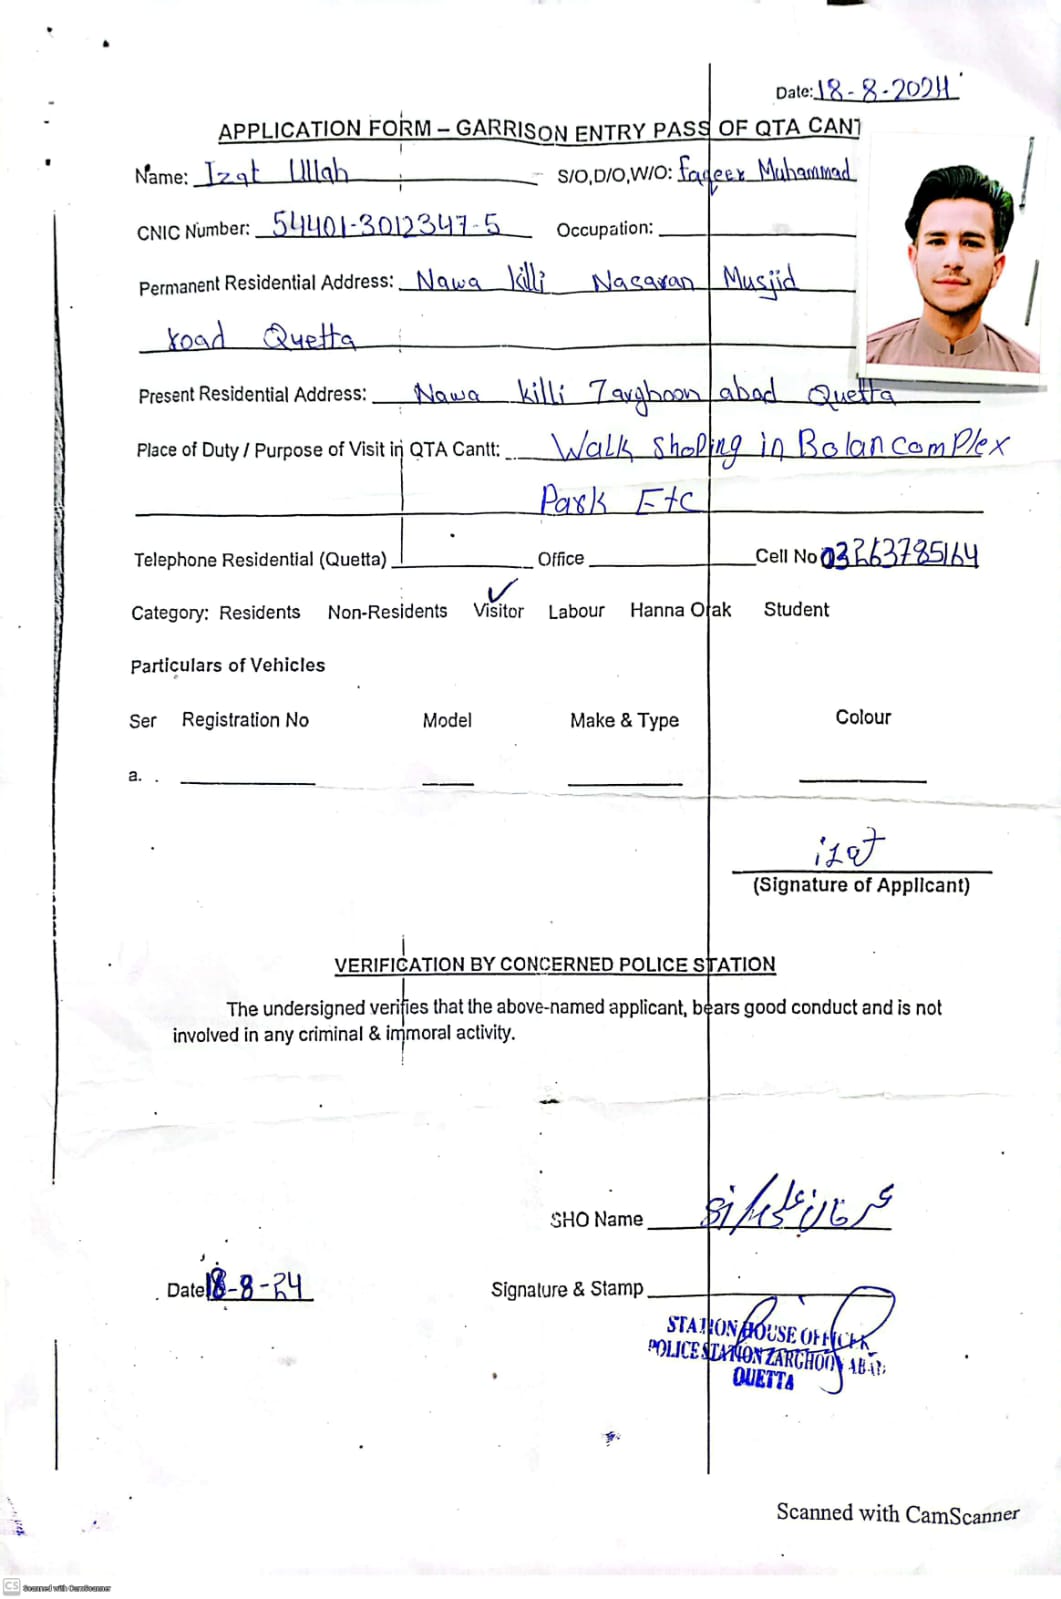 Date: 18-8-2024
APPLICATION FORM – GARRISON ENTRY PASS OF QTA CANT
Name: Izat Ullah S/O,D/O,W/O: faqeer Muhammad
CNIC Number: 54401-3012347-5 Occupation:
Permanent Residential Address: Nawa killi Nasaran Musjid
road Quetta
Present Residential Address: Nawa killi Zarghoon abad Quetta
Place of Duty / Purpose of Visit in QTA Cantt: Walk Shoping in Bolan comPlex
Park Etc
Telephone Residential (Quetta) Office Cell No 03263785164
Category: Residents Non-Residents Visitor Labour Hanna Orak Student
Particulars of Vehicles
Ser Registration No Model Make & Type Colour
a.
izat
(Signature of Applicant)
VERIFICATION BY CONCERNED POLICE STATION
The undersigned verifies that the above-named applicant, bears good conduct and is not
involved in any criminal & immoral activity.
SHO Name
Date 18-8-24 Signature & Stamp
STATION HOUSE OFFICER
POLICE STATION ZARGHOON ABAD
QUETTA
Scanned with CamScanner
CS Scanned with CamScanner